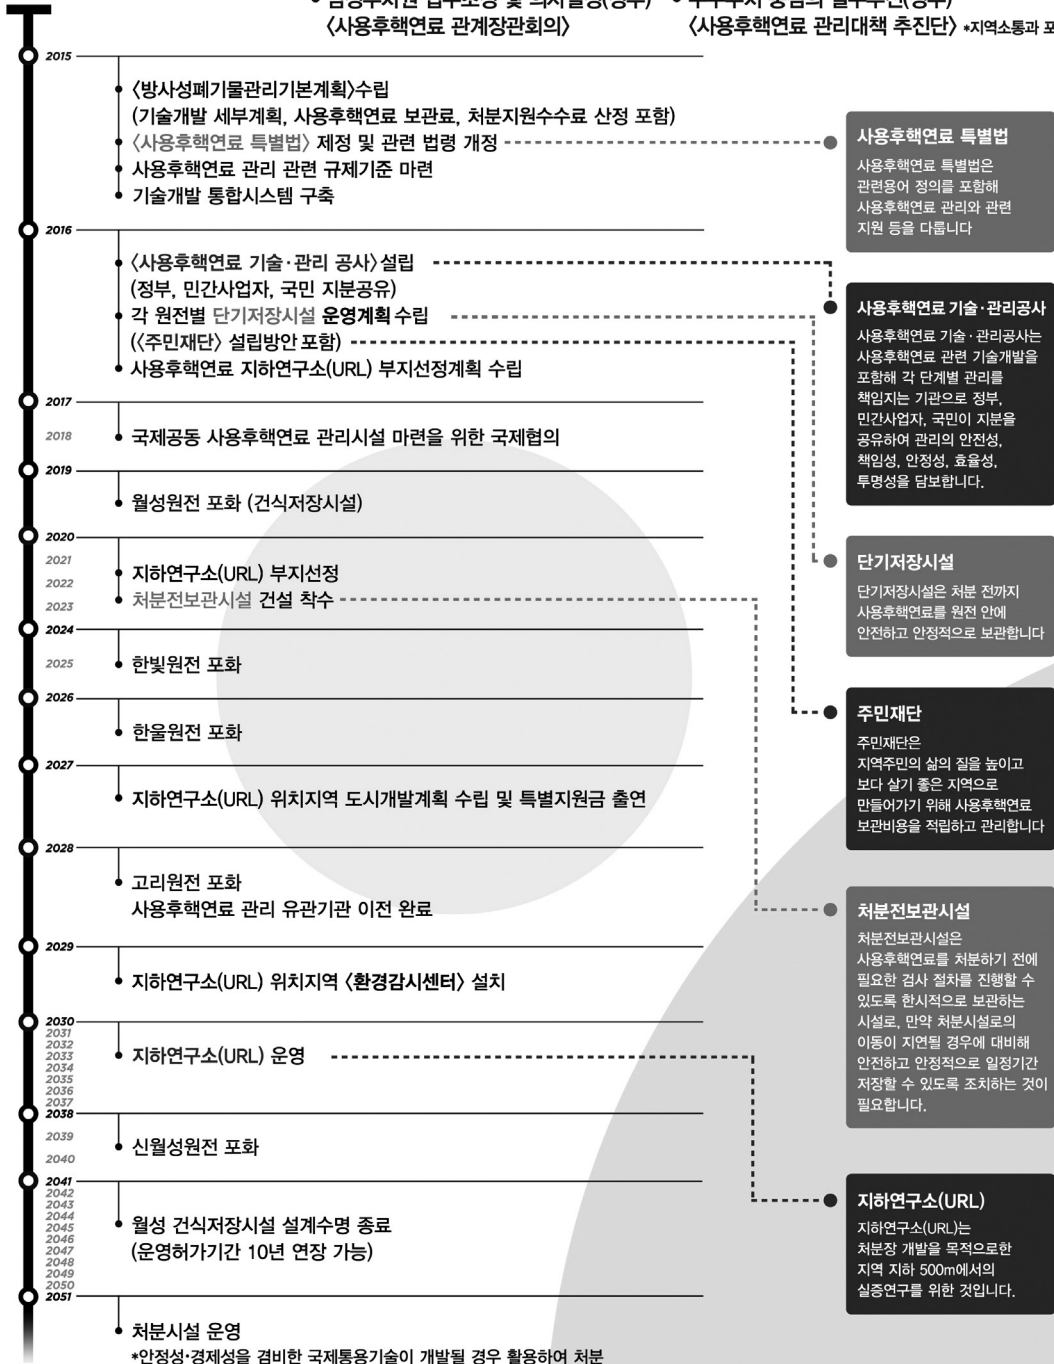 〈사용후핵연료 관계장관회의〉
〈사용후핵연료 관리대책 추진단〉 *지역소통과 포
2015
• 〈방사성폐기물관리기본계획〉수립
(기술개발 세부계획, 사용후핵연료 보관료, 처분지원수수료 산정 포함)
• 〈사용후핵연료 특별법〉 제정 및 관련 법령 개정
• 사용후핵연료 관리 관련 규제기준 마련
• 기술개발 통합시스템 구축
사용후핵연료 특별법
사용후핵연료 특별법은
관련용어 정의를 포함해
사용후핵연료 관리와 관련
지원 등을 다룹니다
2016
• 〈사용후핵연료 기술·관리 공사〉설립
(정부, 민간사업자, 국민 지분공유)
• 각 원전별 단기저장시설 운영계획 수립
(〈주민재단〉 설립방안 포함)
• 사용후핵연료 지하연구소(URL) 부지선정계획 수립
사용후핵연료 기술·관리공사
사용후핵연료 기술·관리공사는
사용후핵연료 관련 기술개발을
포함해 각 단계별 관리를
책임지는 기관으로 정부,
민간사업자, 국민이 지분을
공유하여 관리의 안전성,
책임성, 안정성, 효율성,
투명성을 담보합니다.
2017
2018
• 국제공동 사용후핵연료 관리시설 마련을 위한 국제협의
2019
• 월성원전 포화 (건식저장시설)
2020
2021
2022
2023
• 지하연구소(URL) 부지선정
• 처분전보관시설 건설 착수
단기저장시설
단기저장시설은 처분 전까지
사용후핵연료를 원전 안에
안전하고 안정적으로 보관합니다
2024
2025
• 한빛원전 포화
2026
• 한울원전 포화
주민재단
주민재단은
지역주민의 삶의 질을 높이고
보다 살기 좋은 지역으로
만들어가기 위해 사용후핵연료
보관비용을 적립하고 관리합니다
2027
• 지하연구소(URL) 위치지역 도시개발계획 수립 및 특별지원금 출연
2028
• 고리원전 포화
사용후핵연료 관리 유관기관 이전 완료
처분전보관시설
처분전보관시설은
사용후핵연료를 처분하기 전에
필요한 검사 절차를 진행할 수
있도록 한시적으로 보관하는
시설로, 만약 처분시설로의
이동이 지연될 경우에 대비해
안전하고 안정적으로 일정기간
저장할 수 있도록 조치하는 것이
필요합니다.
2029
• 지하연구소(URL) 위치지역 〈환경감시센터〉 설치
2030
2031
2032
2033
2034
2035
2036
2037
• 지하연구소(URL) 운영
2038
2039
2040
• 신월성원전 포화
2041
2042
2043
2044
2045
2046
2047
2048
2049
2050
• 월성 건식저장시설 설계수명 종료
(운영허가기간 10년 연장 가능)
지하연구소(URL)
지하연구소(URL)는
처분장 개발을 목적으로한
지역 지하 500m에서의
실증연구를 위한 것입니다.
2051
• 처분시설 운영
*안정성·경제성을 겸비한 국제통용기술이 개발될 경우 활용하여 처분